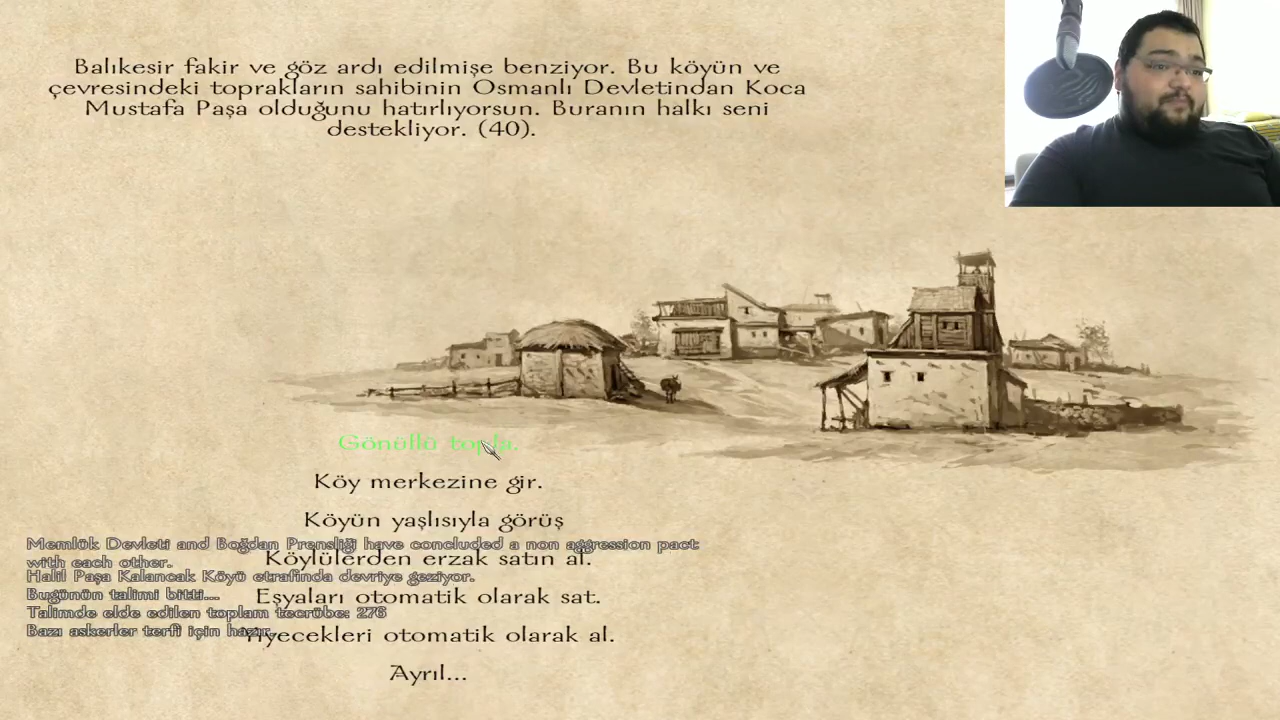 Balıkesir fakir ve göz ardı edilmişe benziyor. Bu köyün ve
çevresindeki toprakların sahibinin Osmanlı Devletindan Koca
Mustafa Paşa olduğunu hatırlıyorsun. Buranın halkı seni
destekliyor. (40).
Gönüllü topla.
Köy merkezine gir.
Köyün yaşlısıyla görüş
Memlük Devleti and Boğdan Prensliği have concluded a non aggression pact
with each other.
Köylülerden erzak satın al.
Halil Paşa Kalancak Köyü etrafinda devriye geziyor.
Bugünün talimi bitti...
Eşyaları otomatik olarak sat.
Talimde elde edilen toplam tecrübe: 276
Bazı askerler terfi için hazır.
Yiyecekleri otomatik olarak al.
Ayrıl...